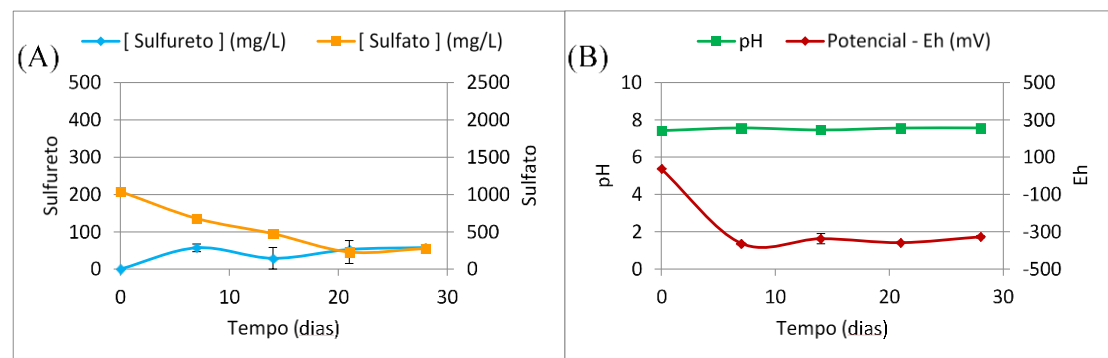 (A)
[ Sulfureto ] (mg/L) [ Sulfato ] (mg/L)
500 2500
400 2000
300 1500
200 1000
100 500
0 0
Sulfureto
Sulfato
0 10 20 30
Tempo (dias)
(B)
pH Potencial - Eh (mV)
10 500
8 300
6 100
4 -100
2 -300
0 -500
pH
Eh
0 10 20 30
Tempo (dias)